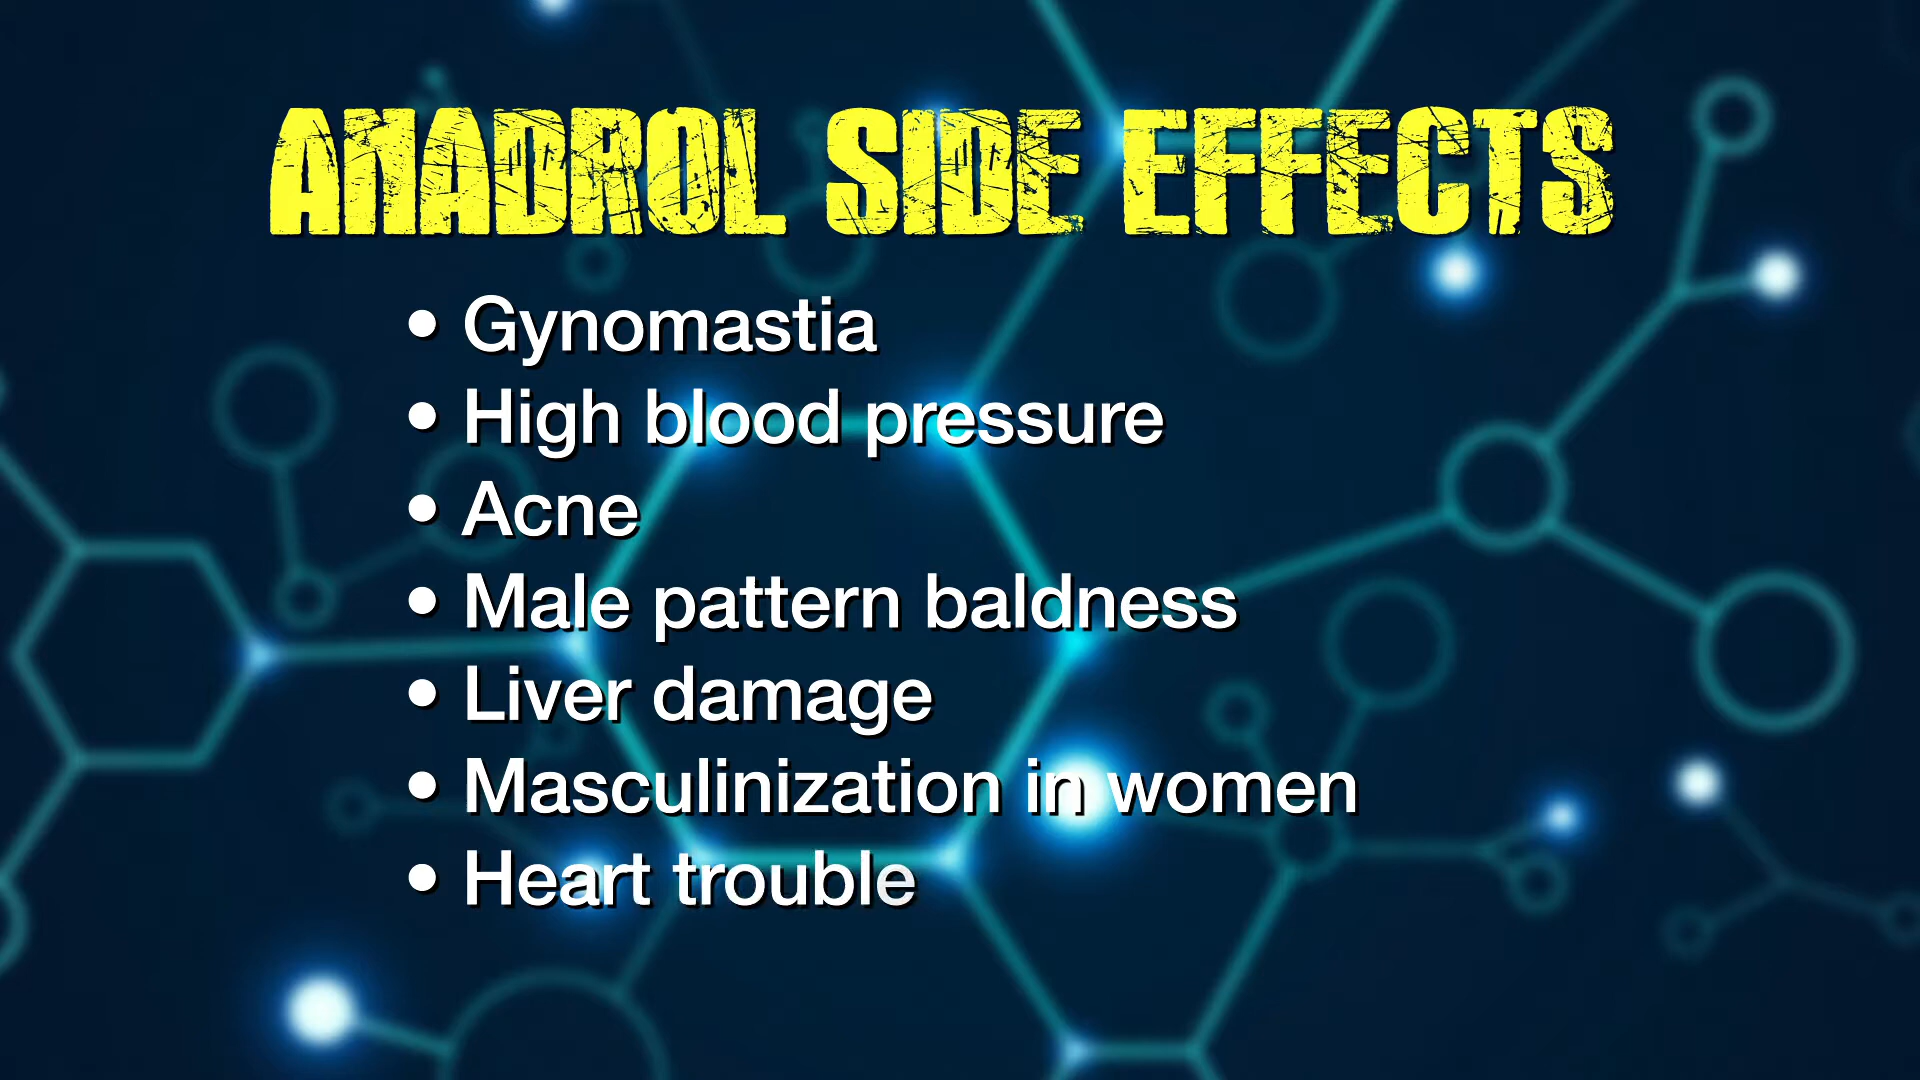 ANADROL SIDE EFFECTS
• Gynomastia
• High blood pressure
• Acne
• Male pattern baldness
• Liver damage
• Masculinization in women
• Heart trouble